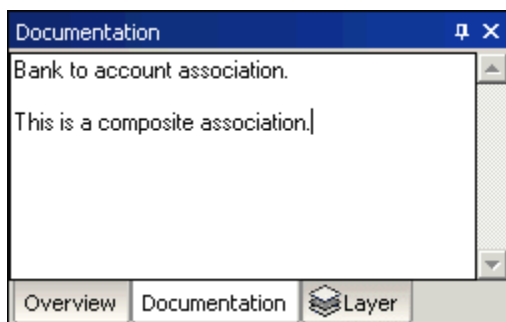 Documentation
Bank to account association.
This is a composite association.
Overview Documentation Layer